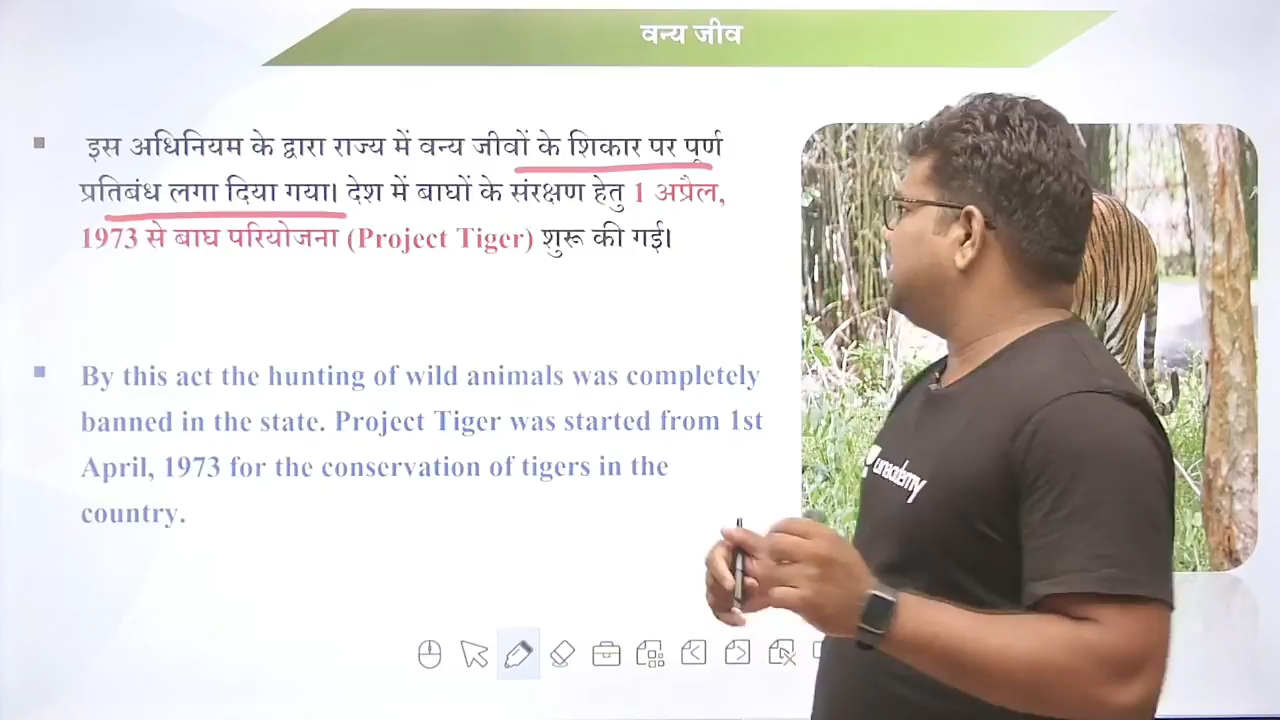 वन्य जीव
इस अधिनियम के द्वारा राज्य में वन्य जीवों के शिकार पर पूर्ण
प्रतिबंध लगा दिया गया। देश में बाघों के संरक्षण हेतु 1 अप्रैल,
1973 से बाघ परियोजना (Project Tiger) शुरू की गई।
By this act the hunting of wild animals was completely
banned in the state. Project Tiger was started from 1st
April, 1973 for the conservation of tigers in the
country.
unacademy